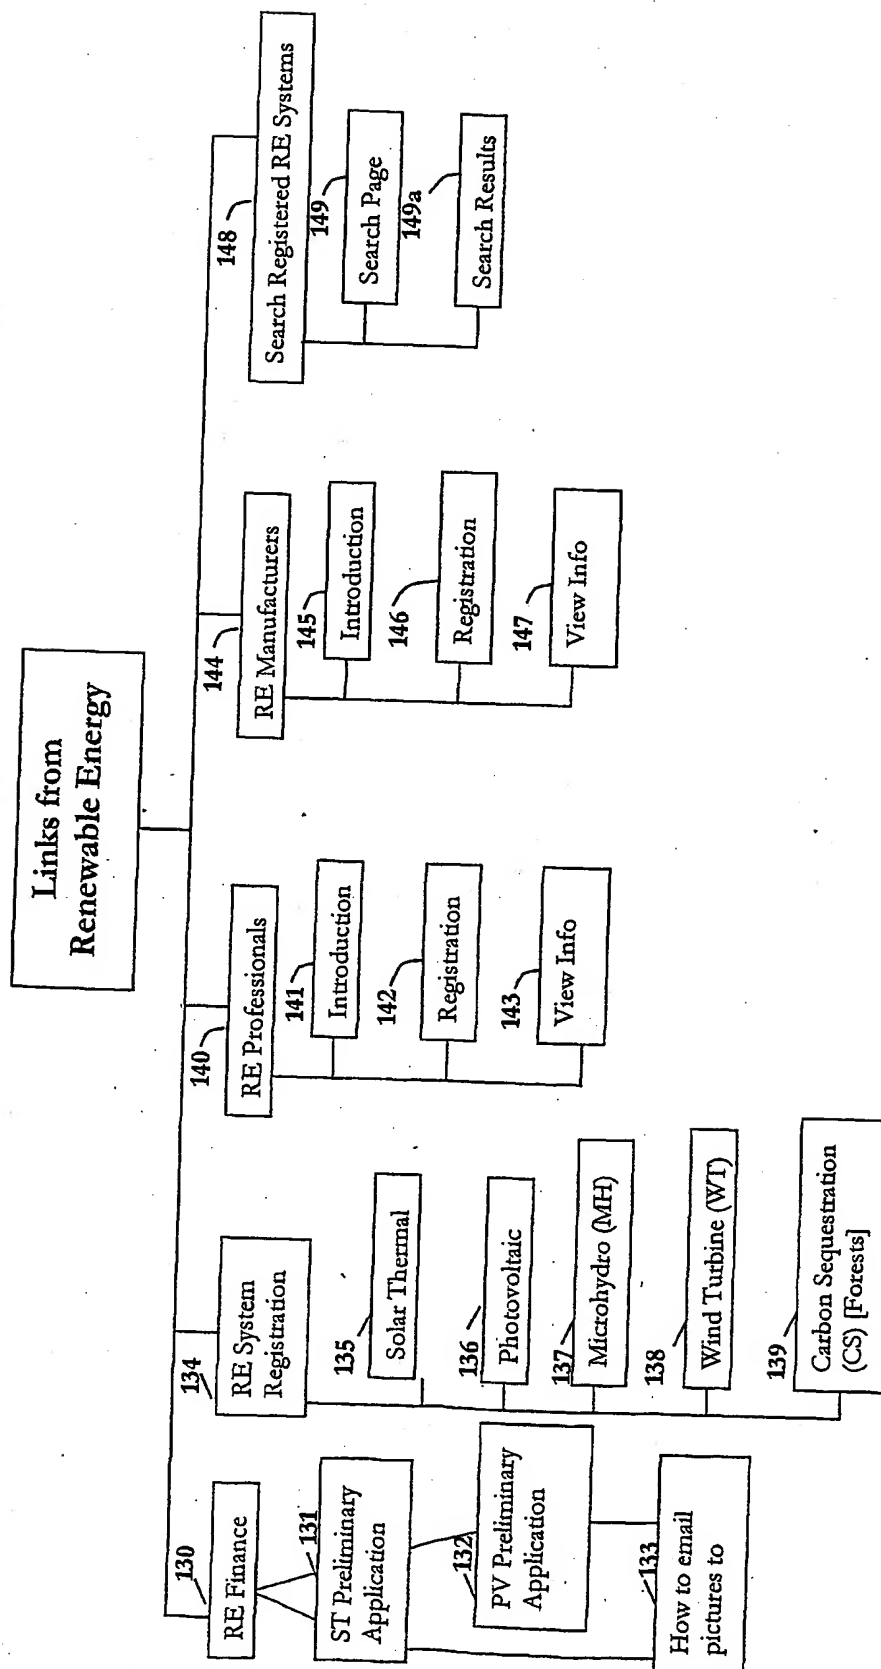 Links from
Renewable Energy
130
RE Finance
131
ST Preliminary
Application
132
PV Preliminary
Application
133
How to email
pictures to
134
RE System
Registration
135
Solar Thermal
136
Photovoltaic
137
Microhydro (MH)
138
Wind Turbine (WT)
139
Carbon Sequestration
(CS) [Forests]
140
RE Professionals
141
Introduction
142
Registration
143
View Info
144
RE Manufacturers
145
Introduction
146
Registration
147
View Info
148
Search Registered RE Systems
149
Search Page
149a
Search Results